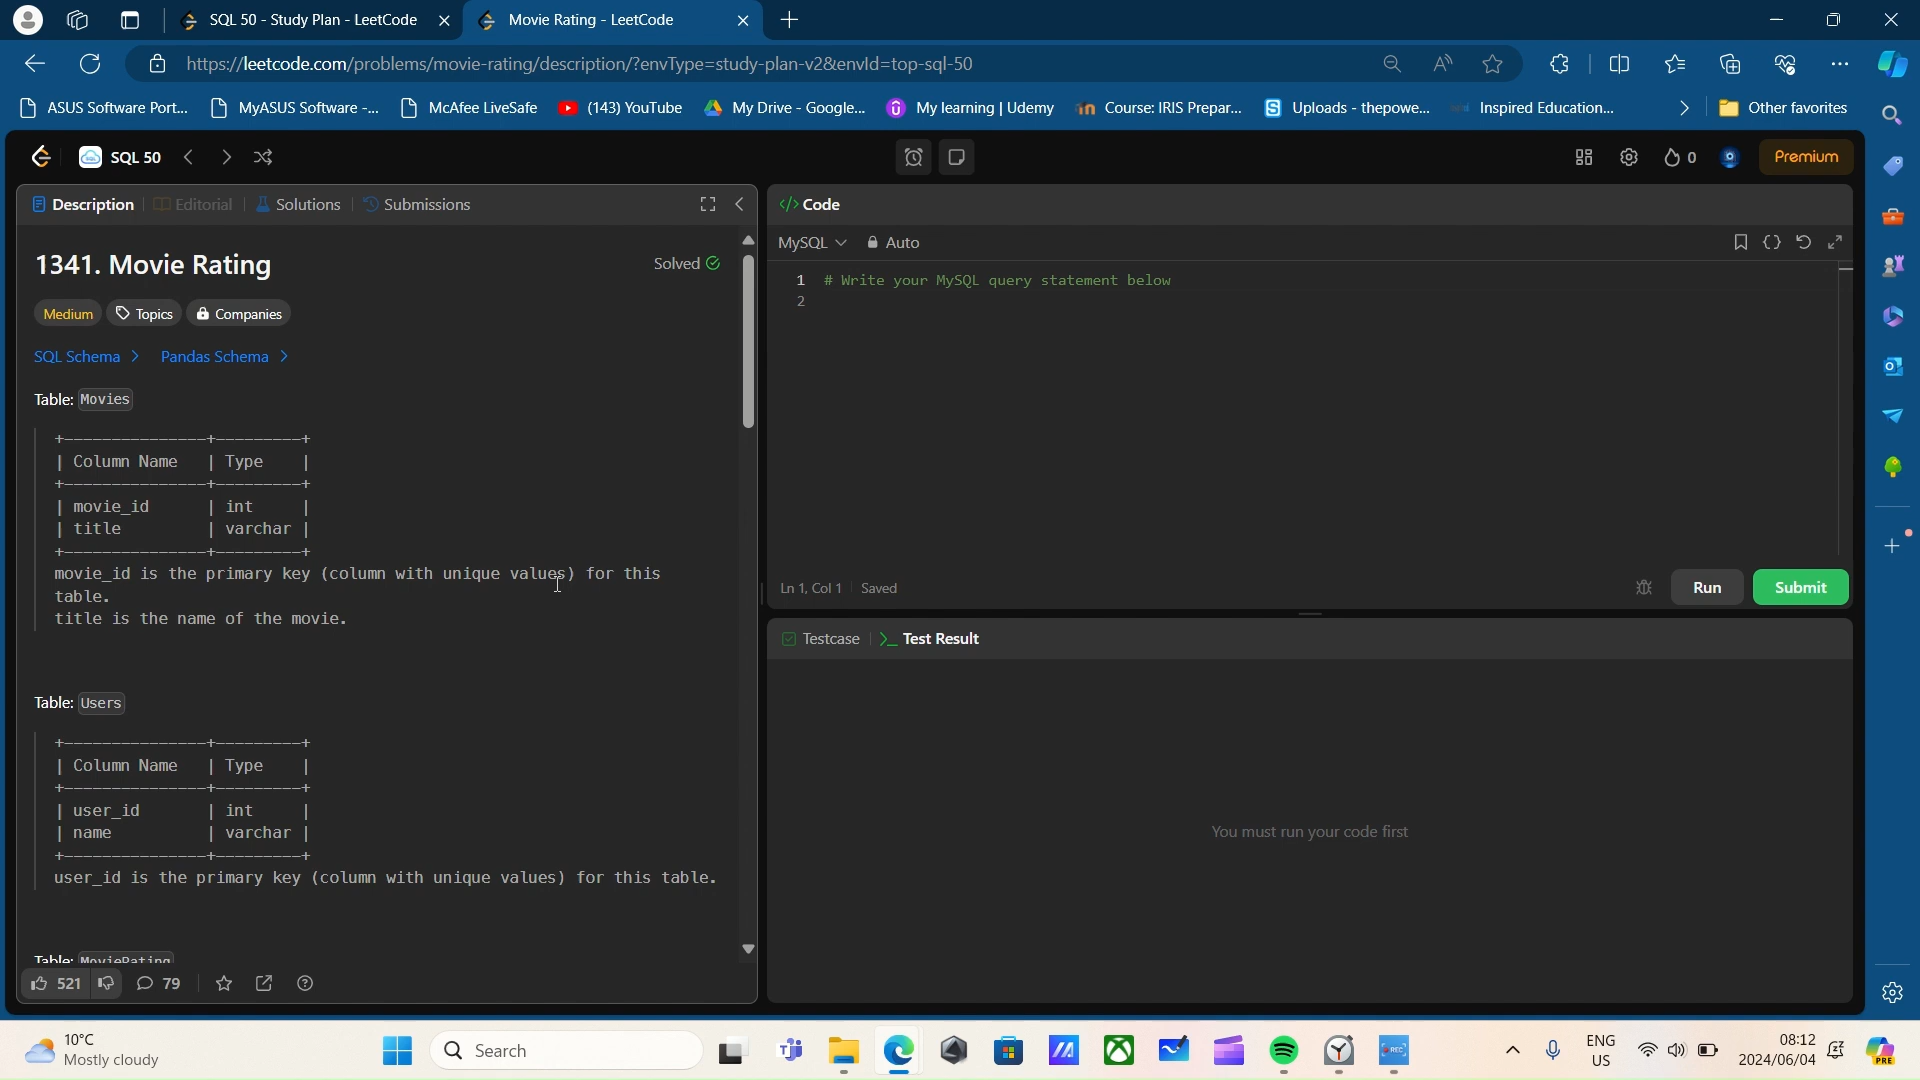 SQL 50 - Study Plan - LeetCode
Movie Rating - LeetCode
https://leetcode.com/problems/movie-rating/description/?envType=study-plan-v2&envId=top-sql-50
ASUS Software Port...
MyASUS Software -...
McAfee LiveSafe
(143) YouTube
My Drive - Google...
My learning | Udemy
Course: IRIS Prepar...
Uploads - thepowe...
Inspired Education...
Other favorites
SQL 50
0
Premium
Description
Editorial
Solutions
Submissions
1341. Movie Rating
Solved
Medium
Topics
Companies
SQL Schema
Pandas Schema
Table: Movies
+---------------+---------+
| Column Name | Type |
+---------------+---------+
| movie_id | int |
| title | varchar |
+---------------+---------+
movie_id is the primary key (column with unique values) for this
table.
title is the name of the movie.
Table: Users
+---------------+---------+
| Column Name | Type |
+---------------+---------+
| user_id | int |
| name | varchar |
+---------------+---------+
user_id is the primary key (column with unique values) for this table.
Table: MovieRating
521
79
</> Code
MySQL
Auto
1 # Write your MySQL query statement below
2
Ln 1, Col 1
Saved
Run
Submit
Testcase
>_ Test Result
You must run your code first
10°C
Mostly cloudy
Search
REC
ENG
US
08:12
2024/06/04
PRE